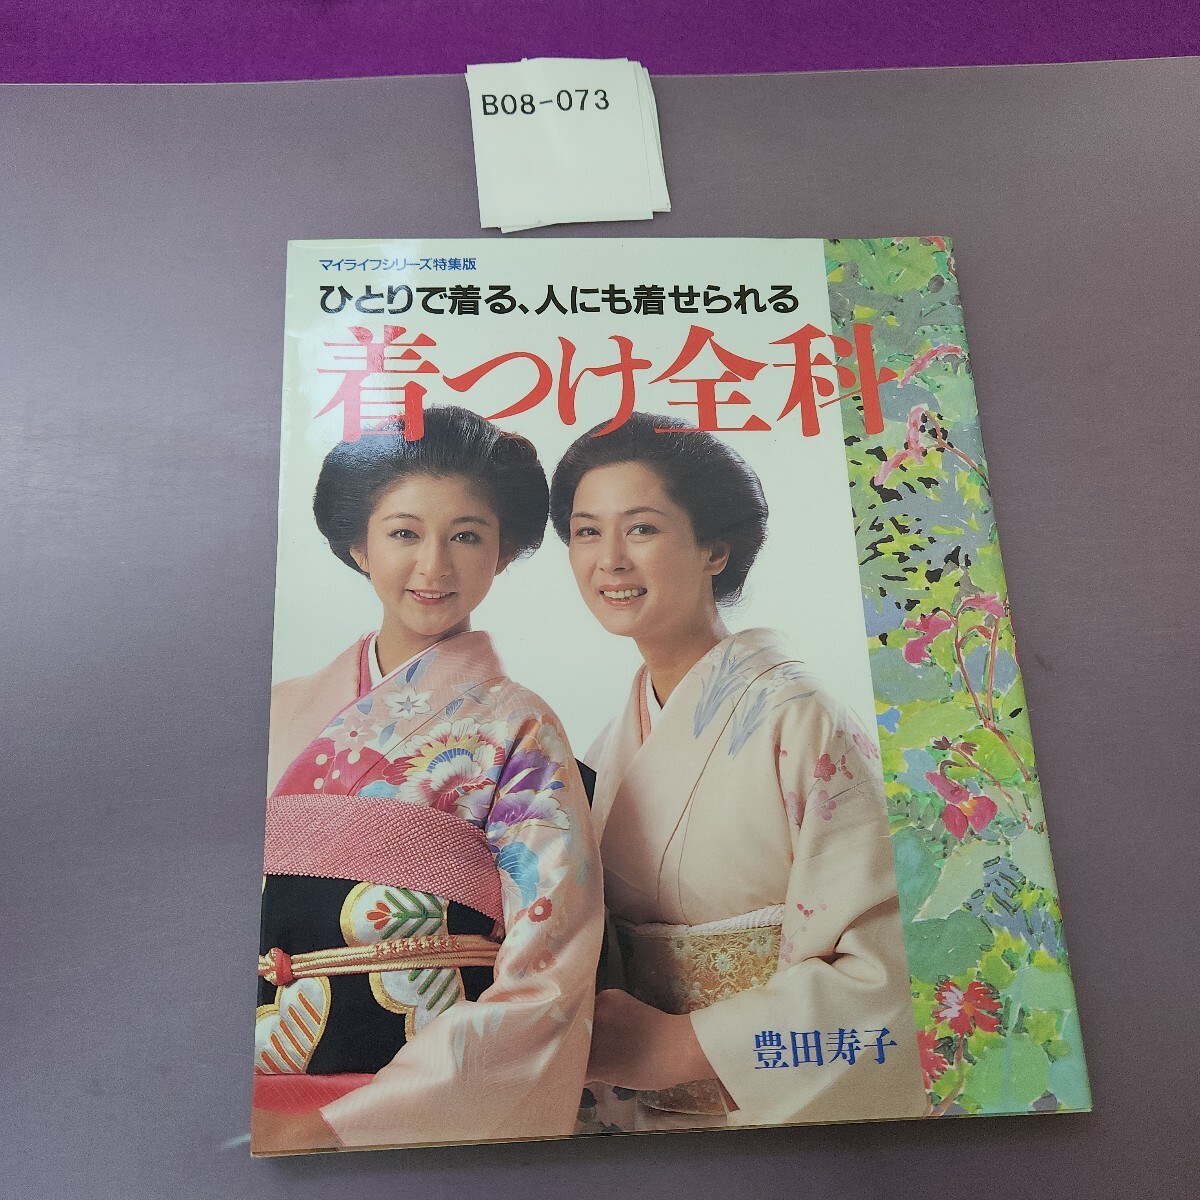 B08-073
マイライフシリーズ特集版
ひとりで着る、人にも着せられる
着つけ全科
豊田寿子